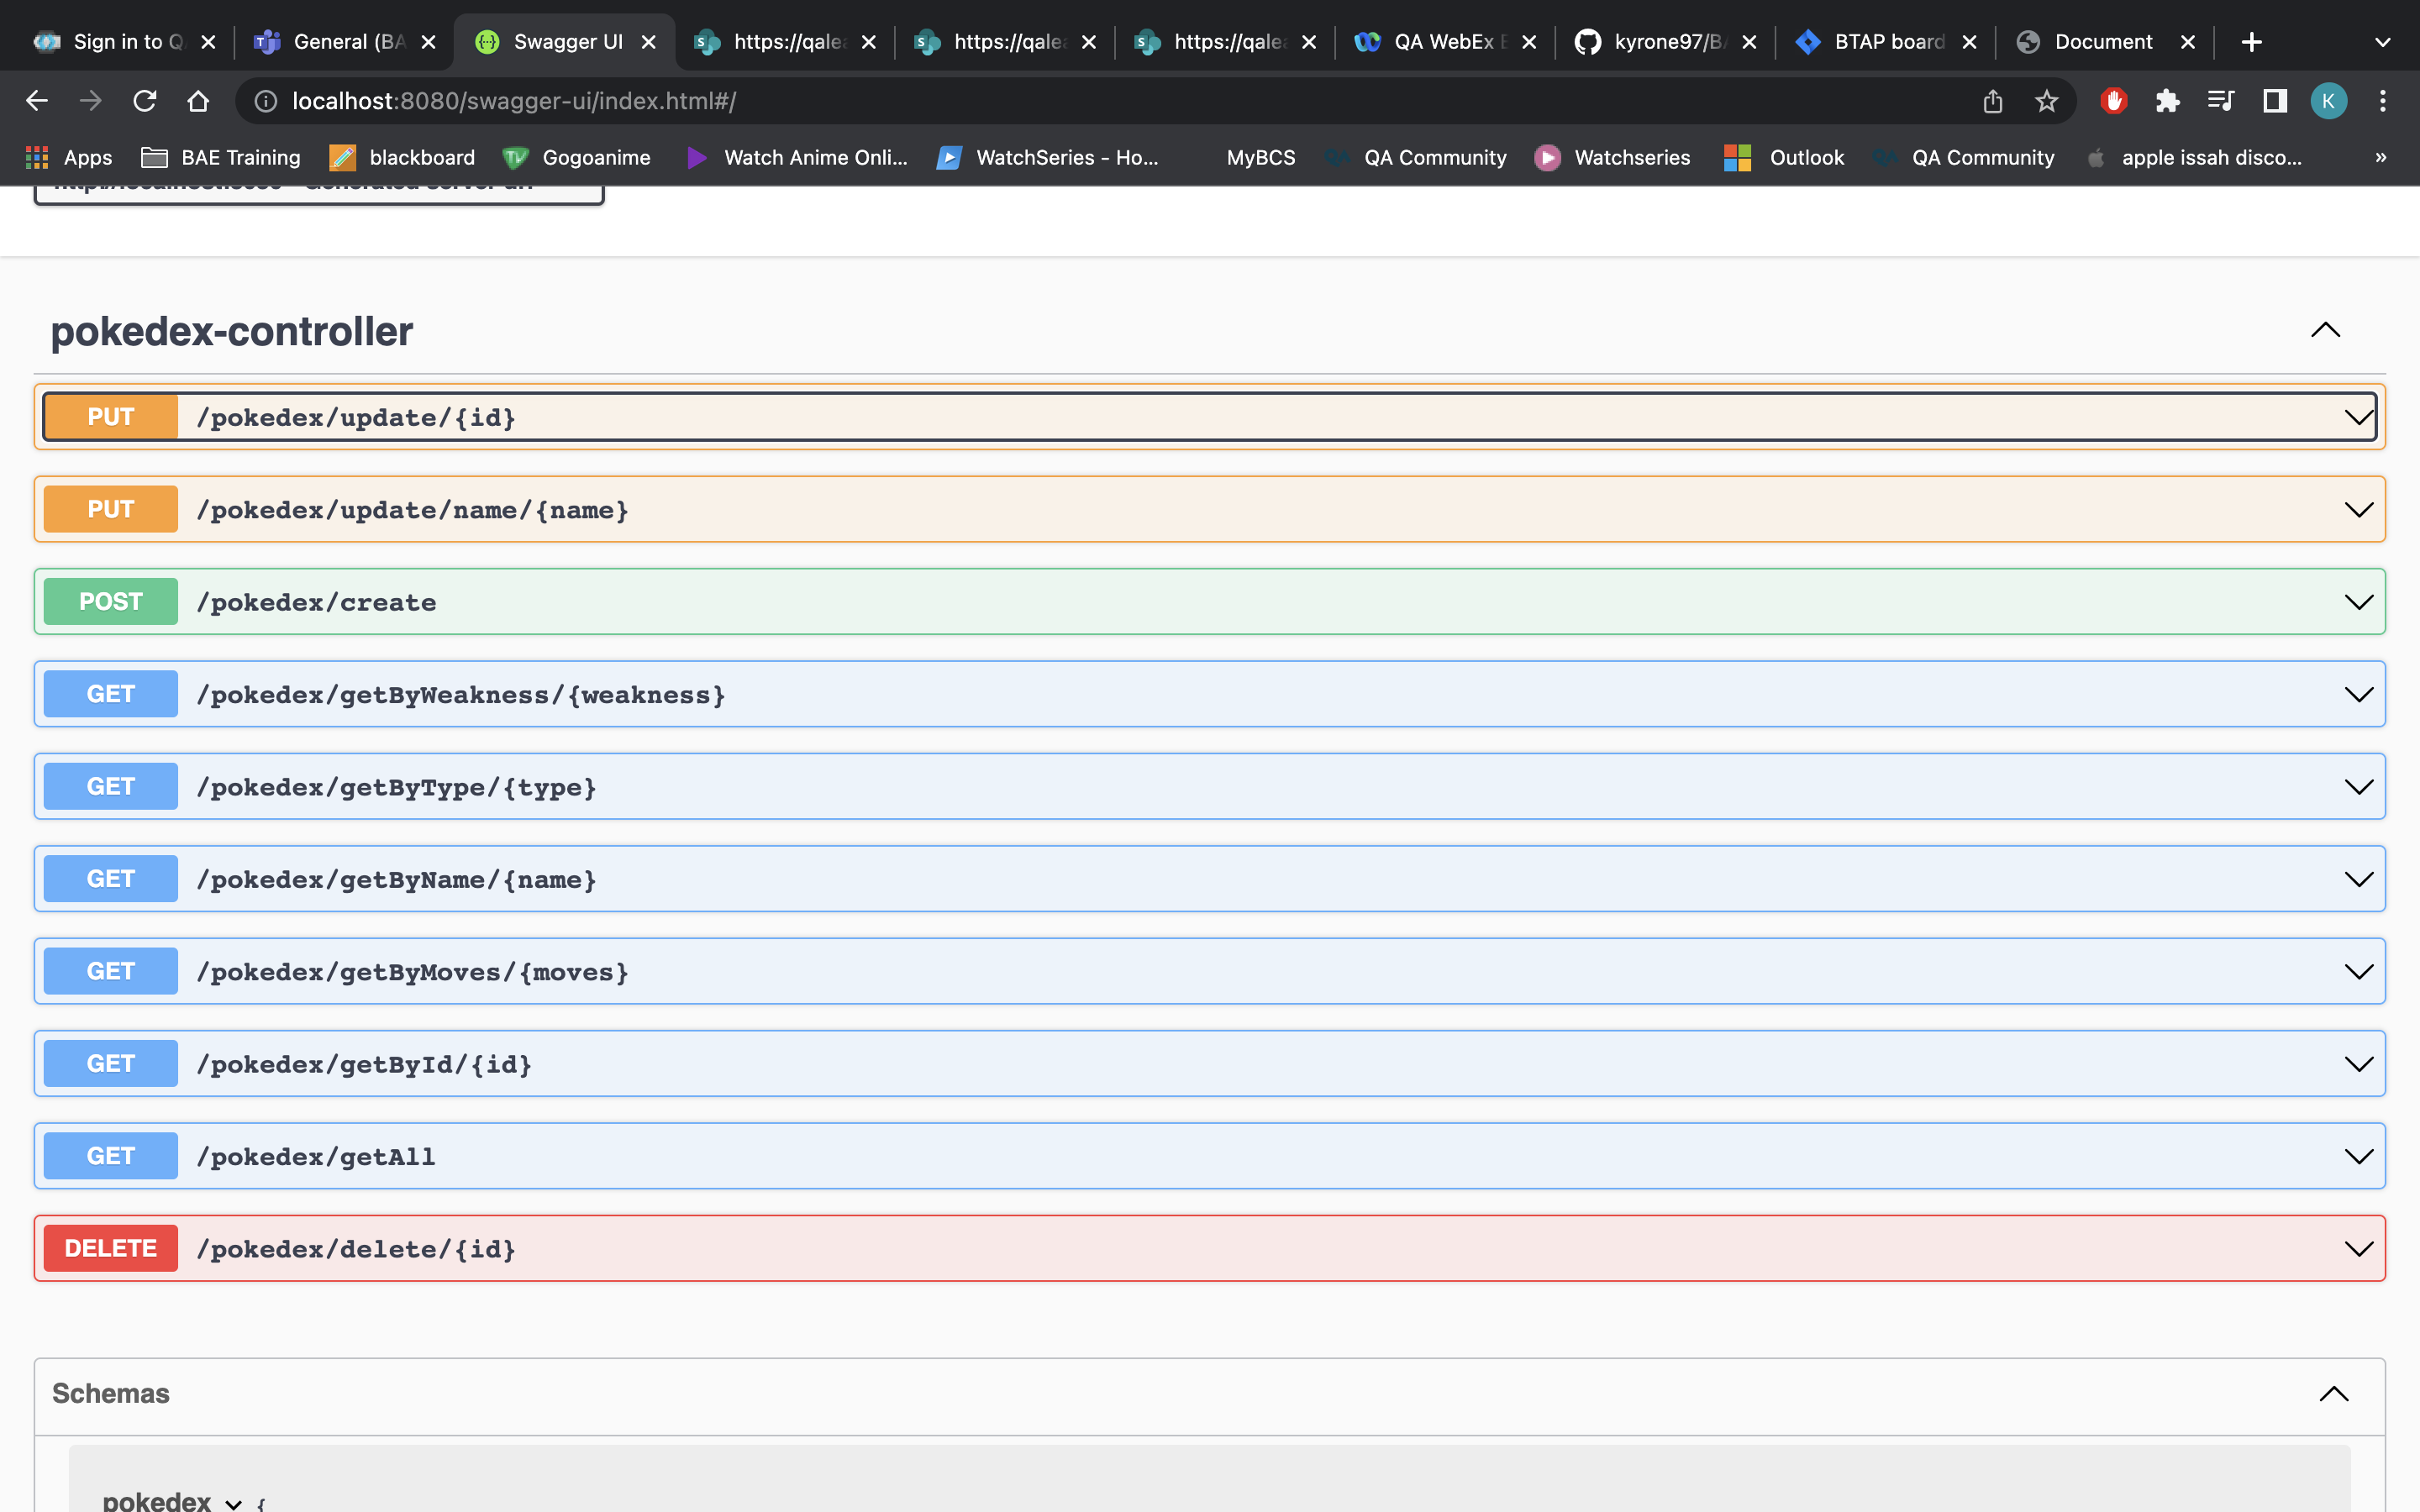 Sign in to Q
General (BA
Swagger UI
https://qalea
https://qalea
https://qalea
QA WebEx E
kyrone97/BA
BTAP board
Document
localhost:8080/swagger-ui/index.html#/
K
Apps
BAE Training
blackboard
Gogoanime
Watch Anime Onli...
WatchSeries - Ho...
MyBCS
QA Community
Watchseries
Outlook
QA Community
apple issah disco...
»
pokedex-controller
PUT /pokedex/update/{id}
PUT /pokedex/update/name/{name}
POST /pokedex/create
GET /pokedex/getByWeakness/{weakness}
GET /pokedex/getByType/{type}
GET /pokedex/getByName/{name}
GET /pokedex/getByMoves/{moves}
GET /pokedex/getById/{id}
GET /pokedex/getAll
DELETE /pokedex/delete/{id}
Schemas
pokedex {